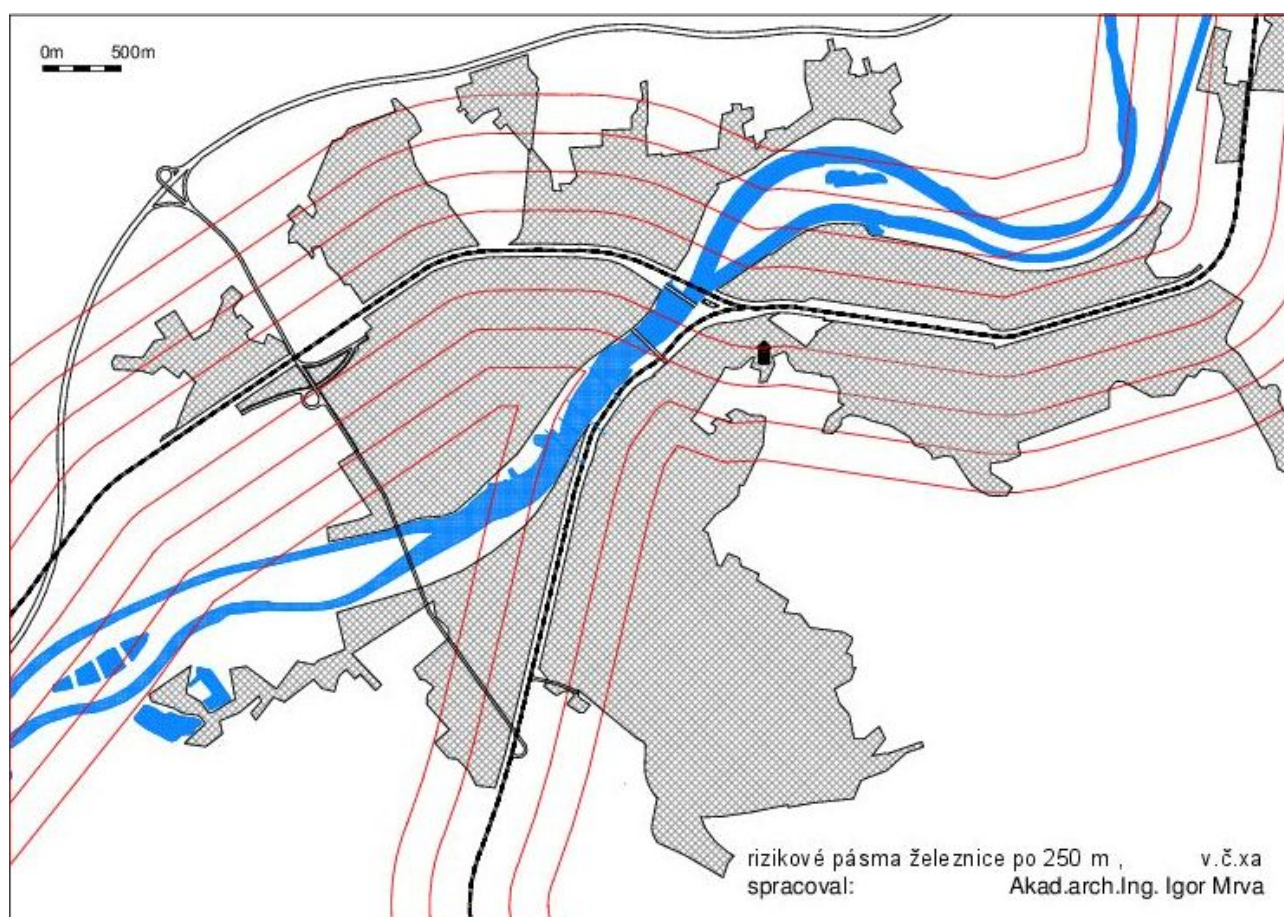 0m 500m
rizikové pásma železnice po 250 m , v.č.xa
spracoval: Akad.arch.Ing. Igor Mrva